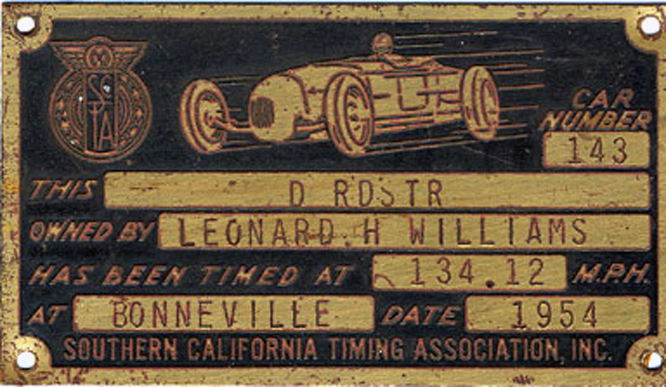 SCTA
CAR
NUMBER
143
THIS D RDSTR
OWNED BY LEONARD.H WILLIAMS
HAS BEEN TIMED AT 134.12 M.P.H.
AT BONNEVILLE DATE 1954
SOUTHERN CALIFORNIA TIMING ASSOCIATION, INC.